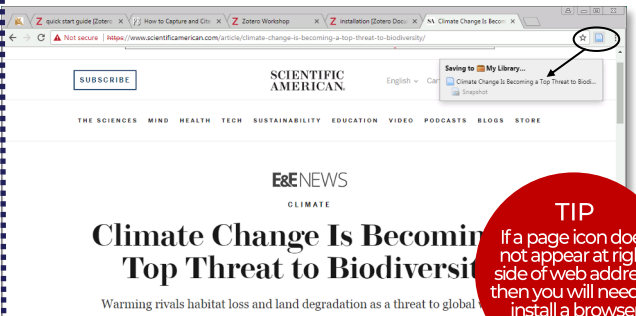 quick start guide [Zotero
How to Capture and Cite
Zotero Workshop
installation [Zotero Docu
Climate Change Is Becom
Not secure | https://www.scientificamerican.com/article/climate-change-is-becoming-a-top-threat-to-biodiversity/
Saving to My Library...
Climate Change Is Becoming a Top Threat to Biodi...
Snapshot
SUBSCRIBE
SCIENTIFIC
AMERICAN.
English
THE SCIENCES MIND HEALTH TECH SUSTAINABILITY EDUCATION VIDEO PODCASTS BLOGS STORE
E&E NEWS
CLIMATE
Climate Change Is Becomin
Top Threat to Biodiversit
Warming rivals habitat loss and land degradation as a threat to global
TIP
If a page icon doe
not appear at righ
side of web addre
then you will need
install a browser